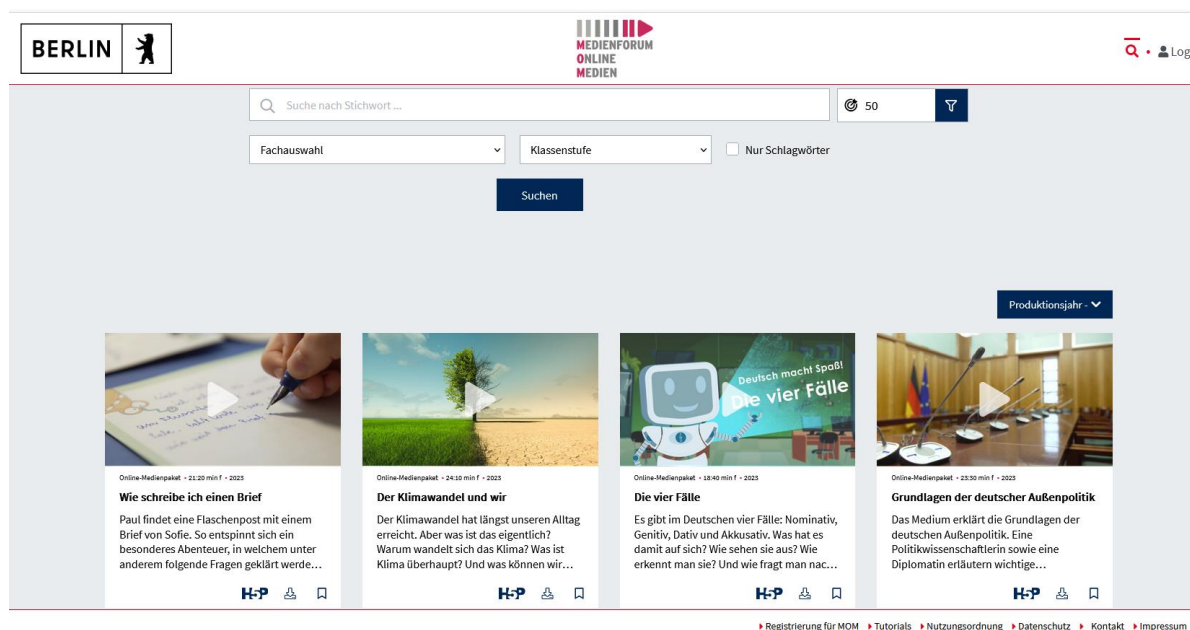 BERLIN
MEDIENFORUM
ONLINE
MEDIEN
Log
Suche nach Stichwort ...
50
Fachauswahl
Klassenstufe
Nur Schlagwörter
Suchen
Produktionsjahr -
Online-Medienpaket • 21:20 min f • 2023
Wie schreibe ich einen Brief
Paul findet eine Flaschenpost mit einem
Brief von Sofie. So entspinnt sich ein
besonderes Abenteuer, in welchem unter
anderem folgende Fragen geklärt werde...
H5P
Online-Medienpaket • 24:10 min f • 2023
Der Klimawandel und wir
Der Klimawandel hat längst unseren Alltag
erreicht. Aber was ist das eigentlich?
Warum wandelt sich das Klima? Was ist
Klima überhaupt? Und was können wir...
H5P
Deutsch macht Spaß!
Die vier Fälle
Online-Medienpaket • 18:40 min f • 2023
Die vier Fälle
Es gibt im Deutschen vier Fälle: Nominativ,
Genitiv, Dativ und Akkusativ. Was hat es
damit auf sich? Wie sehen sie aus? Wie
erkennt man sie? Und wie fragt man nac...
H5P
Online-Medienpaket • 23:30 min f • 2023
Grundlagen der deutscher Außenpolitik
Das Medium erklärt die Grundlagen der
deutschen Außenpolitik. Eine
Politikwissenschaftlerin sowie eine
Diplomatin erläutern wichtige...
H5P
Registrierung für MOM Tutorials Nutzungsordnung Datenschutz Kontakt Impressum